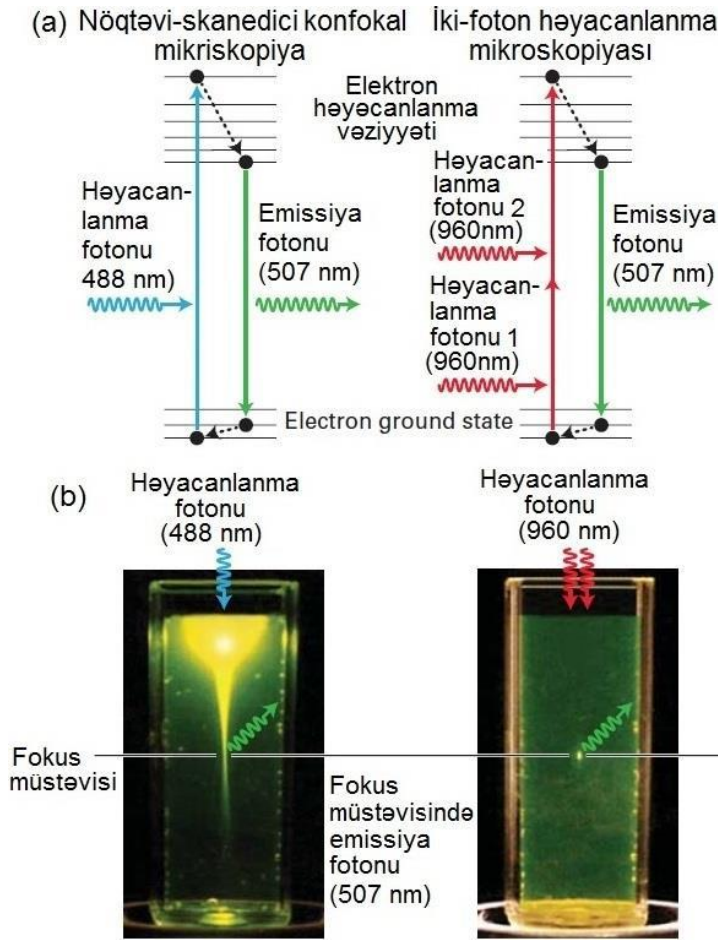 (a) Nöqtəvi-skanedici konfokal
mikriskopiya
İki-foton həyacanlanma
mikroskopiyası
Elektron
həyəcanlanma
vəziyyəti
Həyacan-
lanma
fotonu
488 nm)
Emissiya
fotonu
(507 nm)
Həyacan-
lanma
fotonu 2
(960nm)
Həyacan-
lanma
fotonu 1
(960nm)
Emissiya
fotonu
(507 nm)
Electron ground state
(b)
Həyacanlanma
fotonu
(488 nm)
Həyacanlanma
fotonu
(960 nm)
Fokus
müstəvisi
Fokus
müstəvisində
emissiya
fotonu
(507 nm)